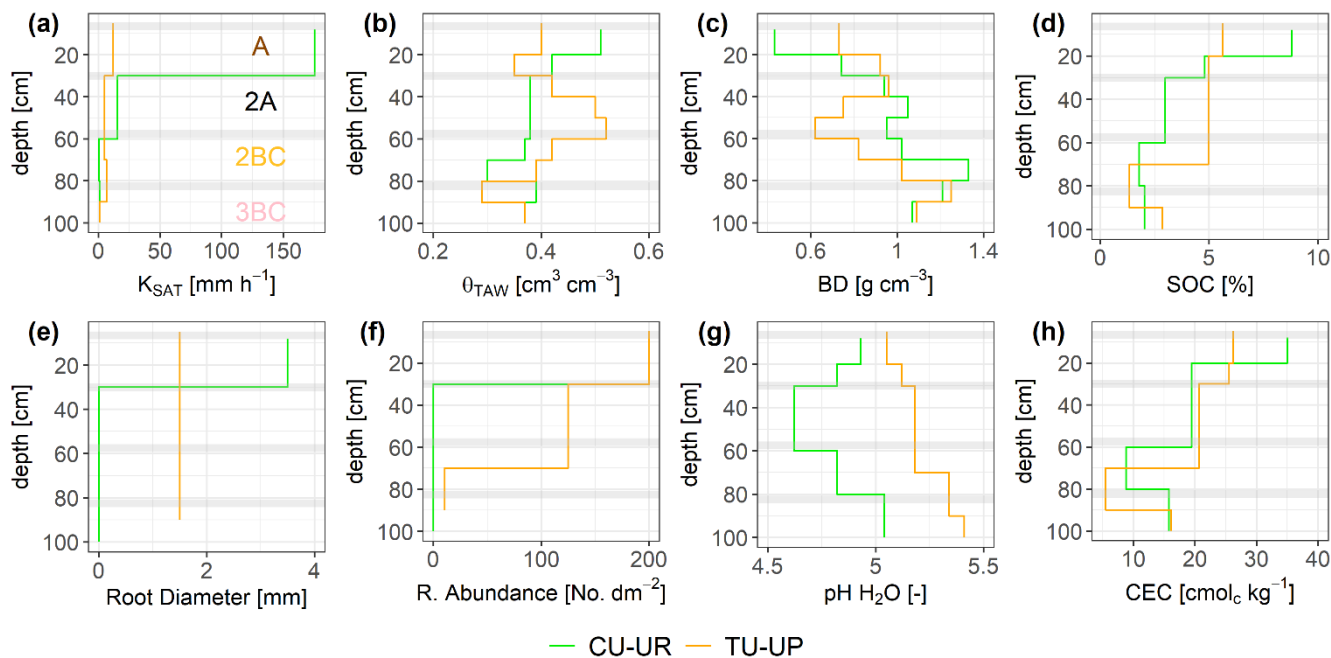 (a)
depth [cm]
20
40
60
80
100
A
2A
2BC
3BC
0 50 100 150
K_SAT [mm h⁻¹]
(b)
depth [cm]
20
40
60
80
100
0.2 0.4 0.6
θ_TAW [cm³ cm⁻³]
(c)
depth [cm]
20
40
60
80
100
0.6 1 1.4
BD [g cm⁻³]
(d)
depth [cm]
20
40
60
80
100
0 5 10
SOC [%]
(e)
depth [cm]
20
40
60
80
100
0 2 4
Root Diameter [mm]
(f)
depth [cm]
20
40
60
80
100
0 100 200
R. Abundance [No. dm⁻²]
(g)
depth [cm]
20
40
60
80
100
4.5 5 5.5
pH H₂O [-]
(h)
depth [cm]
20
40
60
80
100
10 20 30 40
CEC [cmol_c kg⁻¹]
CU-UR TU-UP